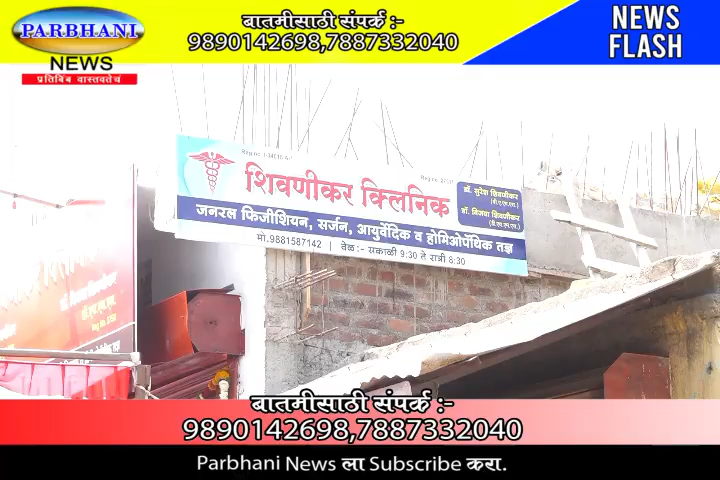 PARBHANI
NEWS
प्रतिबिंब वास्तवतेचं
बातमीसाठी संपर्क :-
9890142698,7887332040
NEWS
FLASH
शिवणीकर क्लिनिक
डॉ. सुरेश शिवणीकर
डॉ. विजया शिवणीकर
जनरल फिजीशियन, सर्जन, आयुर्वेदिक व होमिओपॅथिक तज्ञ
मो.9881587142 | वेळ:- सकाळी 9:30 ते रात्री 8:30
बातमीसाठी संपर्क :-
9890142698,7887332040
Parbhani News ला Subscribe करा.